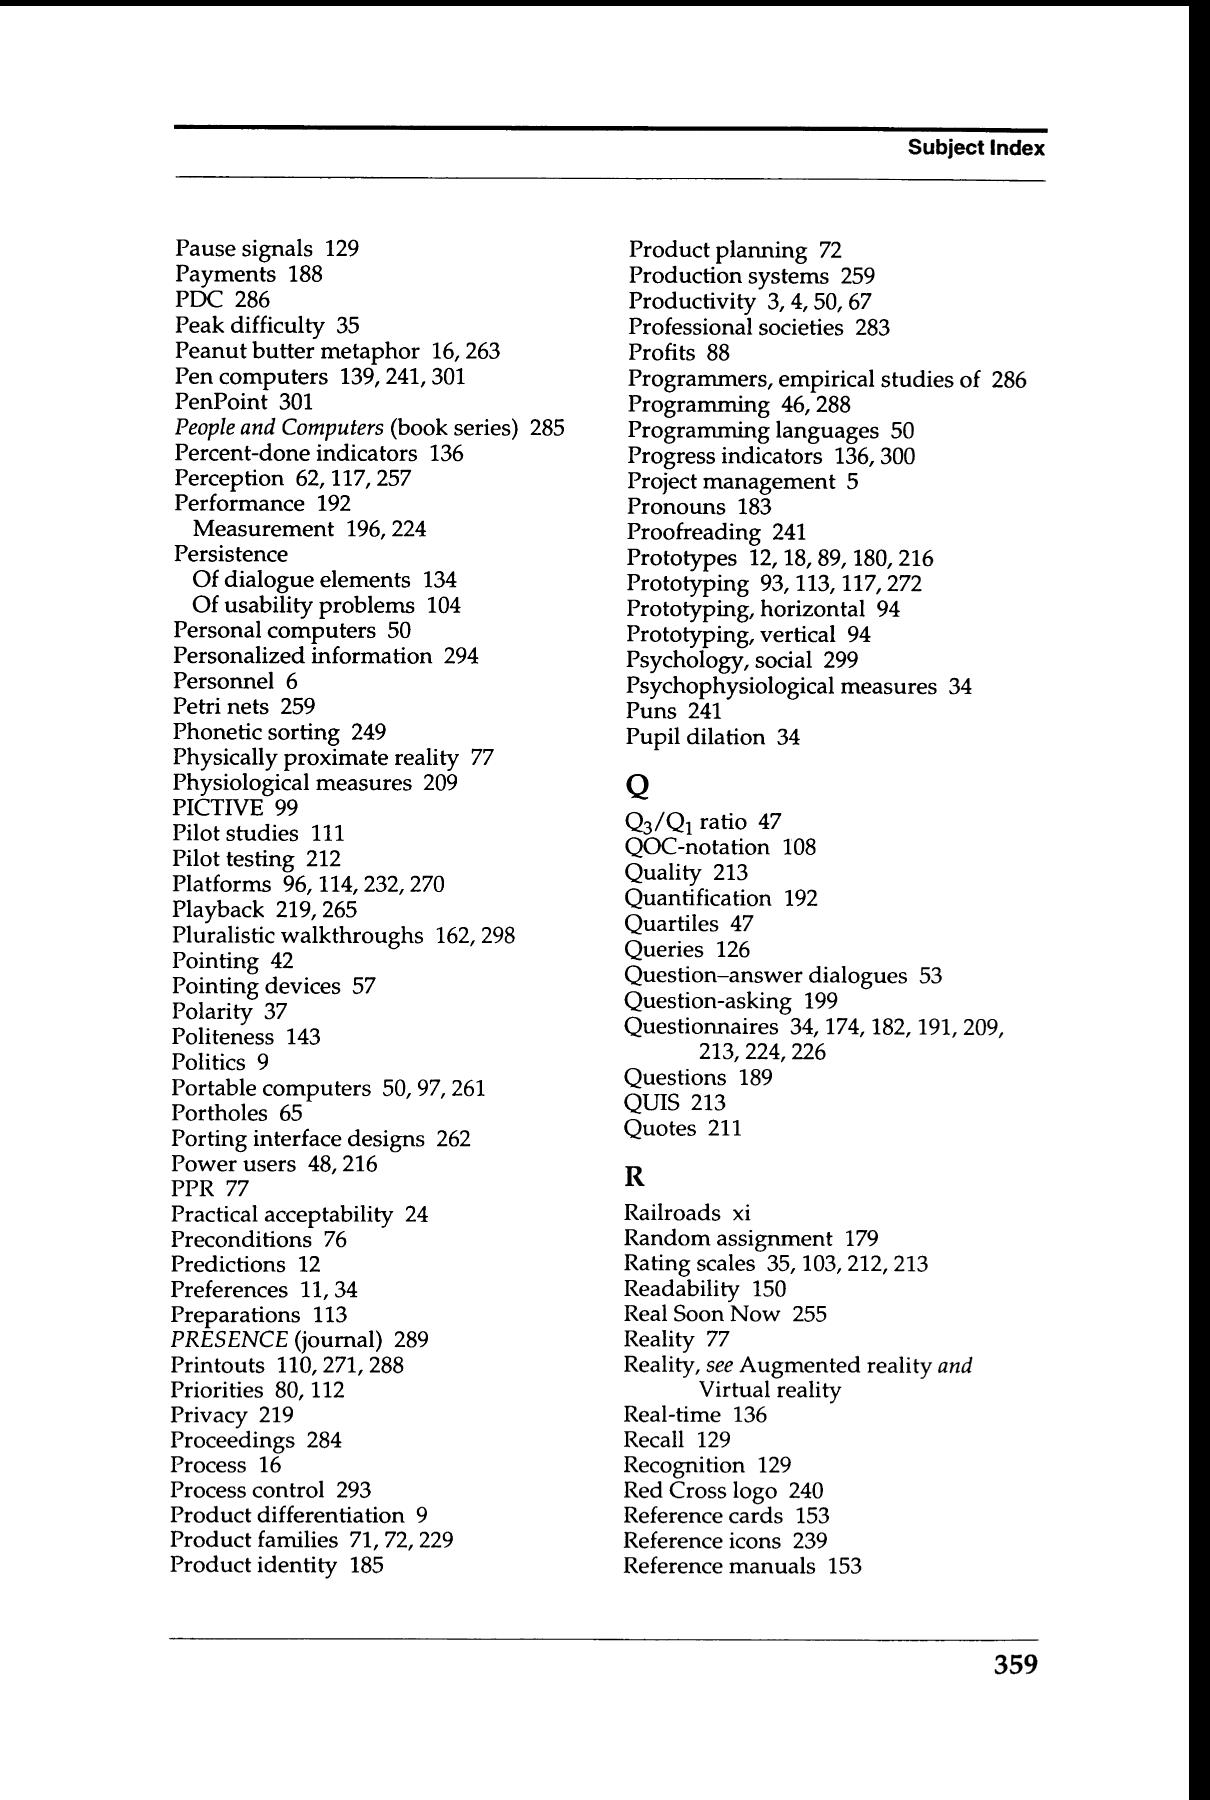 Subject Index
Pause signals 129
Payments 188
PDC 286
Peak difficulty 35
Peanut butter metaphor 16, 263
Pen computers 139, 241, 301
PenPoint 301
People and Computers (book series) 285
Percent-done indicators 136
Perception 62, 117, 257
Performance 192
Measurement 196, 224
Persistence
Of dialogue elements 134
Of usability problems 104
Personal computers 50
Personalized information 294
Personnel 6
Petri nets 259
Phonetic sorting 249
Physically proximate reality 77
Physiological measures 209
PICTIVE 99
Pilot studies 111
Pilot testing 212
Platforms 96, 114, 232, 270
Playback 219, 265
Pluralistic walkthroughs 162, 298
Pointing 42
Pointing devices 57
Polarity 37
Politeness 143
Politics 9
Portable computers 50, 97, 261
Portholes 65
Porting interface designs 262
Power users 48, 216
PPR 77
Practical acceptability 24
Preconditions 76
Predictions 12
Preferences 11, 34
Preparations 113
PRESENCE (journal) 289
Printouts 110, 271, 288
Priorities 80, 112
Privacy 219
Proceedings 284
Process 16
Process control 293
Product differentiation 9
Product families 71, 72, 229
Product identity 185
Product planning 72
Production systems 259
Productivity 3, 4, 50, 67
Professional societies 283
Profits 88
Programmers, empirical studies of 286
Programming 46, 288
Programming languages 50
Progress indicators 136, 300
Project management 5
Pronouns 183
Proofreading 241
Prototypes 12, 18, 89, 180, 216
Prototyping 93, 113, 117, 272
Prototyping, horizontal 94
Prototyping, vertical 94
Psychology, social 299
Psychophysiological measures 34
Puns 241
Pupil dilation 34
Q
Q3/Q1 ratio 47
QOC-notation 108
Quality 213
Quantification 192
Quartiles 47
Queries 126
Question–answer dialogues 53
Question-asking 199
Questionnaires 34, 174, 182, 191, 209,
213, 224, 226
Questions 189
QUIS 213
Quotes 211
R
Railroads xi
Random assignment 179
Rating scales 35, 103, 212, 213
Readability 150
Real Soon Now 255
Reality 77
Reality, see Augmented reality and
Virtual reality
Real-time 136
Recall 129
Recognition 129
Red Cross logo 240
Reference cards 153
Reference icons 239
Reference manuals 153
359